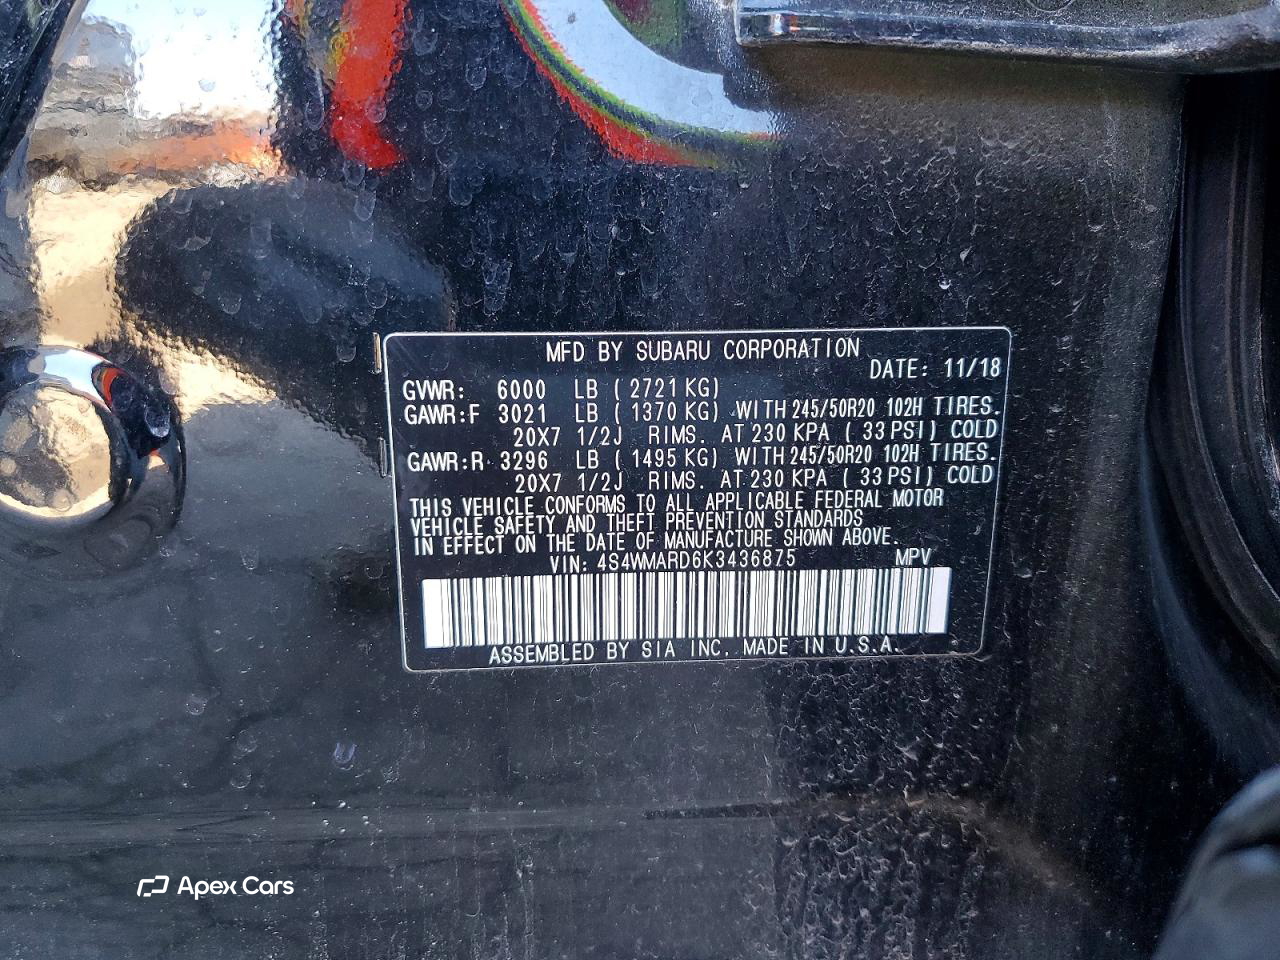 MFD BY SUBARU CORPORATION
DATE: 11/18
GVWR: 6000 LB ( 2721 KG)
GAWR:F 3021 LB ( 1370 KG) WITH 245/50R20 102H TIRES.
20X7 1/2J RIMS. AT 230 KPA ( 33 PSI) COLD
GAWR:R 3296 LB ( 1495 KG) WITH 245/50R20 102H TIRES.
20X7 1/2J RIMS. AT 230 KPA ( 33 PSI) COLD
THIS VEHICLE CONFORMS TO ALL APPLICABLE FEDERAL MOTOR
VEHICLE SAFETY AND THEFT PREVENTION STANDARDS
IN EFFECT ON THE DATE OF MANUFACTURE SHOWN ABOVE.
VIN: 4S4WMARD6K3436875 MPV
ASSEMBLED BY SIA INC. MADE IN U.S.A.
Apex Cars